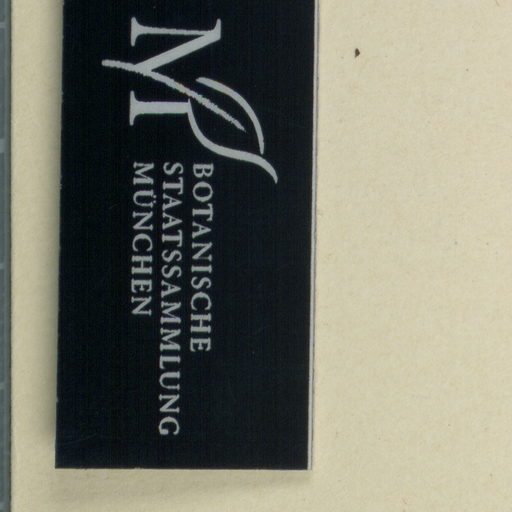 M
BOTANISCHE
STAATSSAMMLUNG
MÜNCHEN